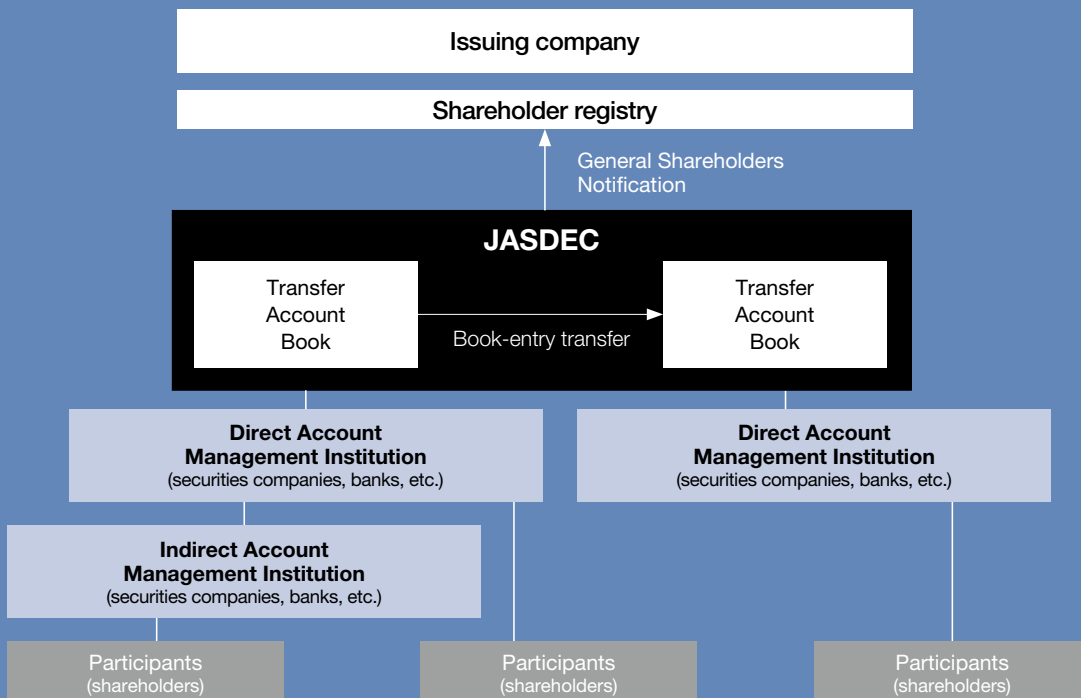 Issuing company
Shareholder registry
General Shareholders
Notification
JASDEC
Transfer
Account
Book
Book-entry transfer
Transfer
Account
Book
Direct Account
Management Institution
(securities companies, banks, etc.)
Direct Account
Management Institution
(securities companies, banks, etc.)
Indirect Account
Management Institution
(securities companies, banks, etc.)
Participants
(shareholders)
Participants
(shareholders)
Participants
(shareholders)